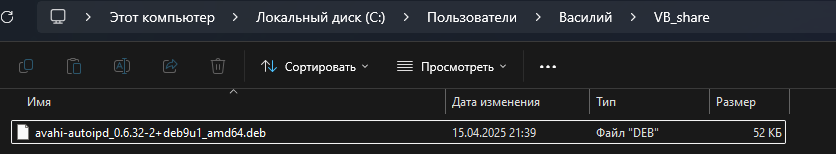 Этот компьютер > Локальный диск (C:) > Пользователи > Василий > VB_share
Сортировать Просмотреть
Имя Дата изменения Тип Размер
avahi-autoipd_0.6.32-2+deb9u1_amd64.deb 15.04.2025 21:39 Файл "DEB" 52 КБ